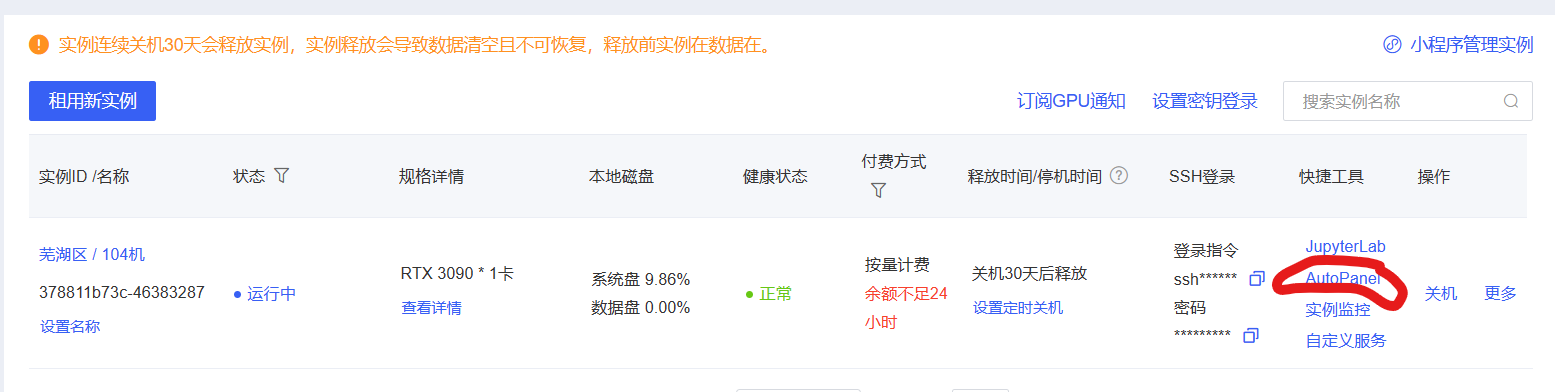 实例连续关机30天会释放实例，实例释放会导致数据清空且不可恢复，释放前实例在数据在。
小程序管理实例
租用新实例
订阅GPU通知
设置密钥登录
搜索实例名称
实例ID /名称
状态
规格详情
本地磁盘
健康状态
付费方式
释放时间/停机时间
SSH登录
快捷工具
操作
芜湖区 / 104机
378811b73c-46383287
设置名称
运行中
RTX 3090 * 1卡
查看详情
系统盘 9.86%
数据盘 0.00%
正常
按量计费
余额不足24
小时
关机30天后释放
设置定时关机
登录指令
ssh******
密码
*********
JupyterLab
AutoPanel
实例监控
自定义服务
关机
更多